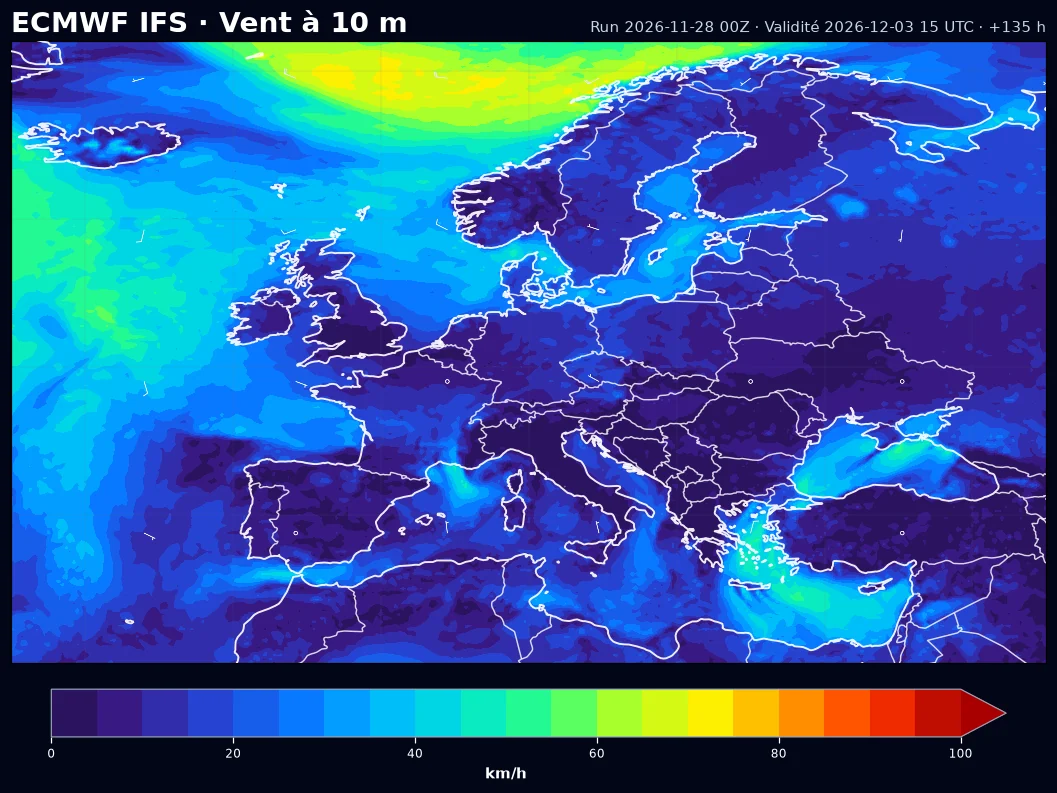 ECMWF IFS · Vent à 10 m
Run 2026-11-28 00Z · Validité 2026-12-03 15 UTC · +135 h
0 20 40 60 80 100
km/h